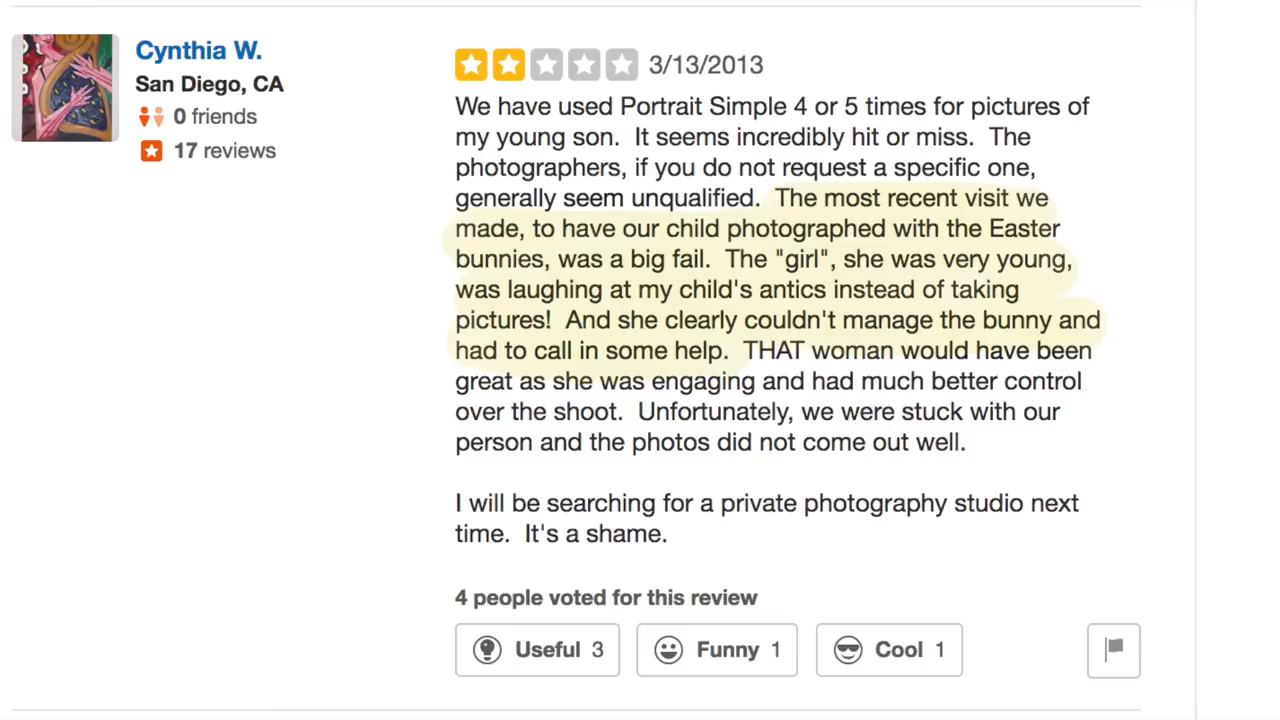 Cynthia W.
San Diego, CA
0 friends
17 reviews
3/13/2013
We have used Portrait Simple 4 or 5 times for pictures of
my young son.  It seems incredibly hit or miss.  The
photographers, if you do not request a specific one,
generally seem unqualified.  The most recent visit we
made, to have our child photographed with the Easter
bunnies, was a big fail.  The "girl", she was very young,
was laughing at my child's antics instead of taking
pictures!  And she clearly couldn't manage the bunny and
had to call in some help.  THAT woman would have been
great as she was engaging and had much better control
over the shoot.  Unfortunately, we were stuck with our
person and the photos did not come out well.
I will be searching for a private photography studio next
time.  It's a shame.
4 people voted for this review
Useful 3 Funny 1 Cool 1